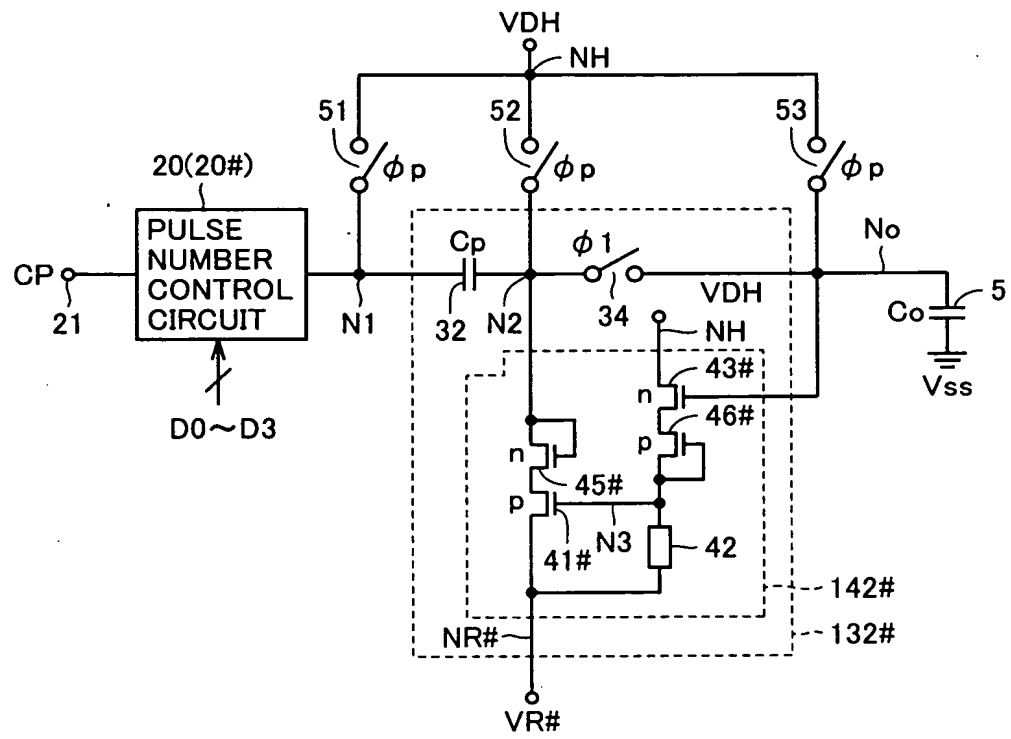 VDH
NH
51
52
53
ϕp
ϕp
ϕp
20(20#)
PULSE
NUMBER
CONTROL
CIRCUIT
CP
21
D0~D3
N1
Cp
32
N2
ϕ1
34
VDH
NH
No
Co
5
Vss
43#
n
46#
p
n
45#
p
41#
N3
42
142#
132#
NR#
VR#